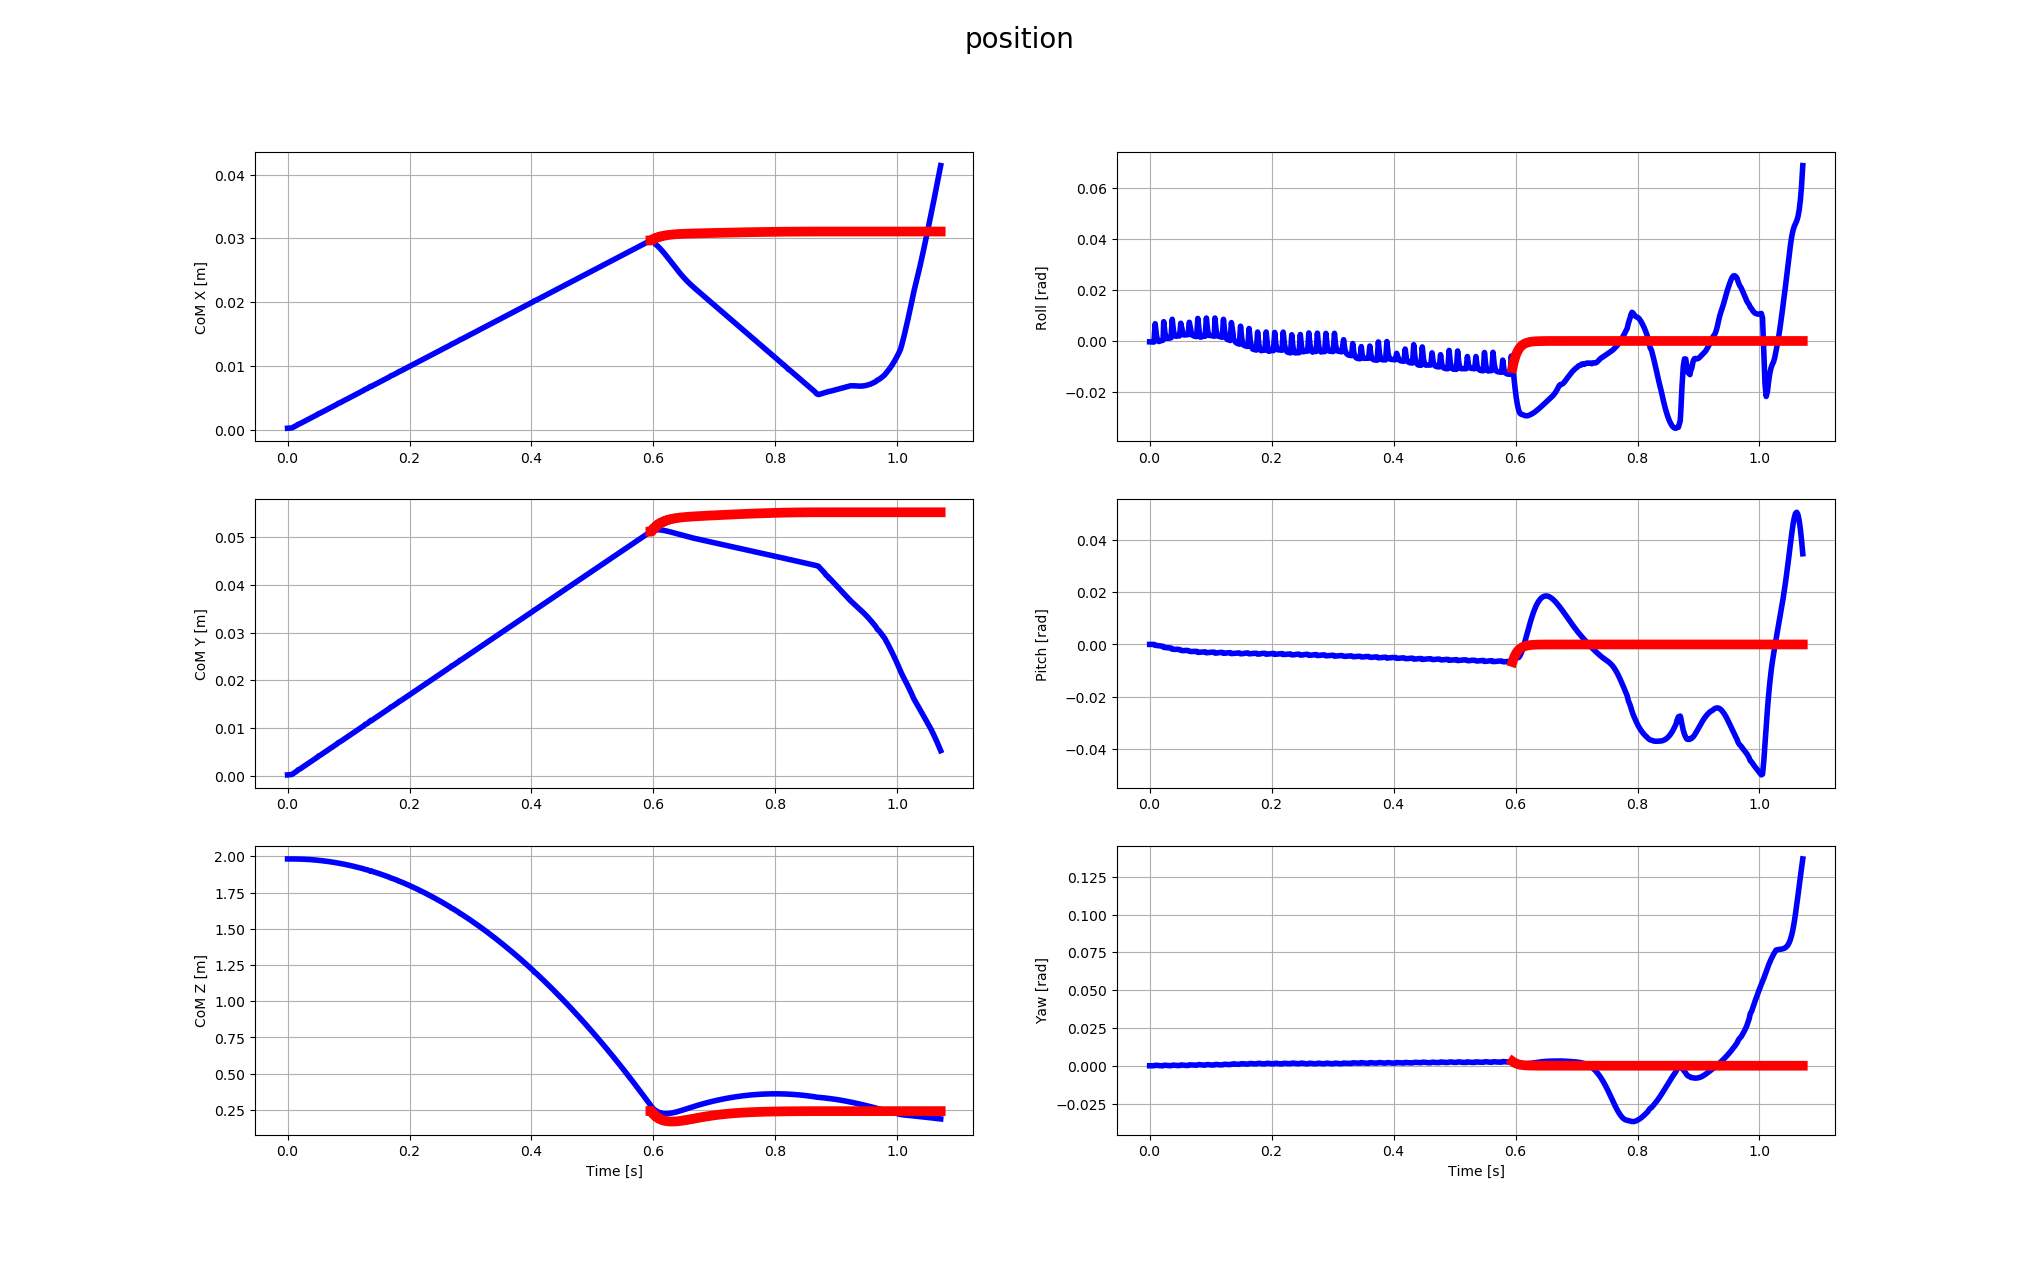 position
0.04
0.03
0.02
0.01
0.00
CoM X [m]
0.0 0.2 0.4 0.6 0.8 1.0
0.06
0.04
0.02
0.00
−0.02
Roll [rad]
0.0 0.2 0.4 0.6 0.8 1.0
0.05
0.04
0.03
0.02
0.01
0.00
CoM Y [m]
0.0 0.2 0.4 0.6 0.8 1.0
0.04
0.02
0.00
−0.02
−0.04
Pitch [rad]
0.0 0.2 0.4 0.6 0.8 1.0
2.00
1.75
1.50
1.25
1.00
0.75
0.50
0.25
CoM Z [m]
0.0 0.2 0.4 0.6 0.8 1.0
Time [s]
0.125
0.100
0.075
0.050
0.025
0.000
−0.025
Yaw [rad]
0.0 0.2 0.4 0.6 0.8 1.0
Time [s]